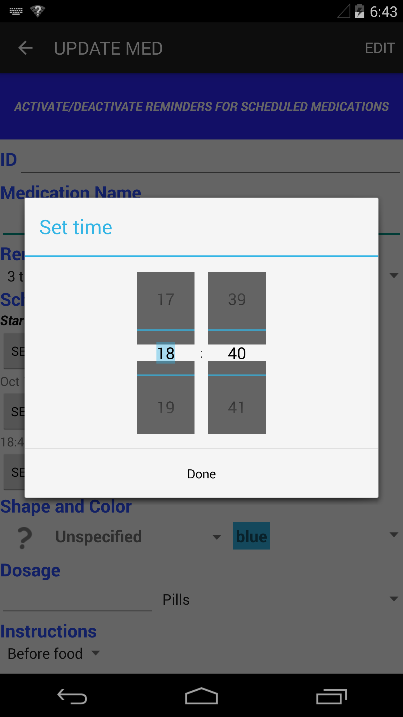 6:43
UPDATE MED
EDIT
ACTIVATE/DEACTIVATE REMINDERS FOR SCHEDULED MEDICATIONS
ID
Medication Name
Set time
17 39
18 : 40
19 41
Done
3 t
Star
SE
Oct
SE
18:4
SE
Shape and Color
? Unspecified blue
Dosage
Pills
Instructions
Before food